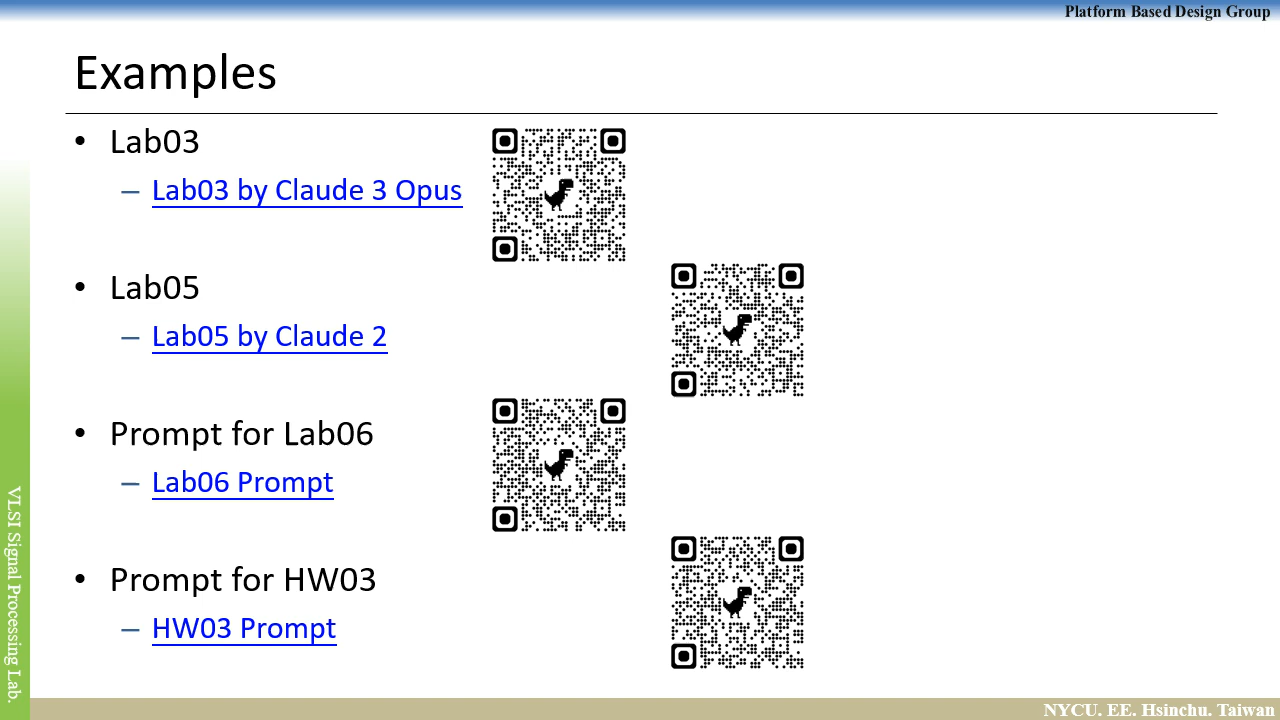 Platform Based Design Group
Examples
• Lab03
– Lab03 by Claude 3 Opus
• Lab05
– Lab05 by Claude 2
• Prompt for Lab06
– Lab06 Prompt
• Prompt for HW03
– HW03 Prompt
VLSI Signal Processing Lab.
NYCU. EE. Hsinchu. Taiwan